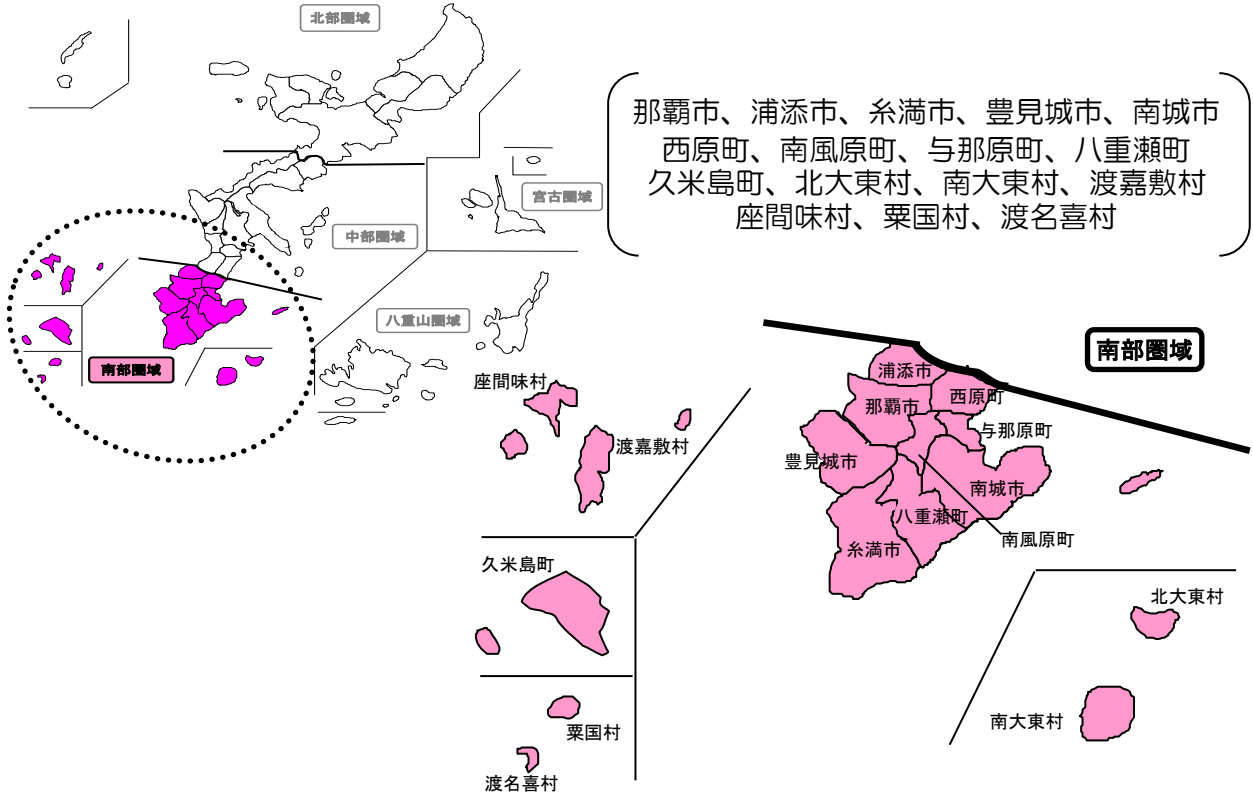 北部圏域
那覇市、浦添市、糸満市、豊見城市、南城市
西原町、南風原町、与那原町、八重瀬町
久米島町、北大東村、南大東村、渡嘉敷村
座間味村、粟国村、渡名喜村
宮古圏域
中部圏域
八重山圏域
南部圏域
南部圏域
座間味村
渡嘉敷村
浦添市
西原町
那覇市
与那原町
豊見城市
南城市
八重瀬町
南風原町
糸満市
久米島町
北大東村
南大東村
粟国村
渡名喜村